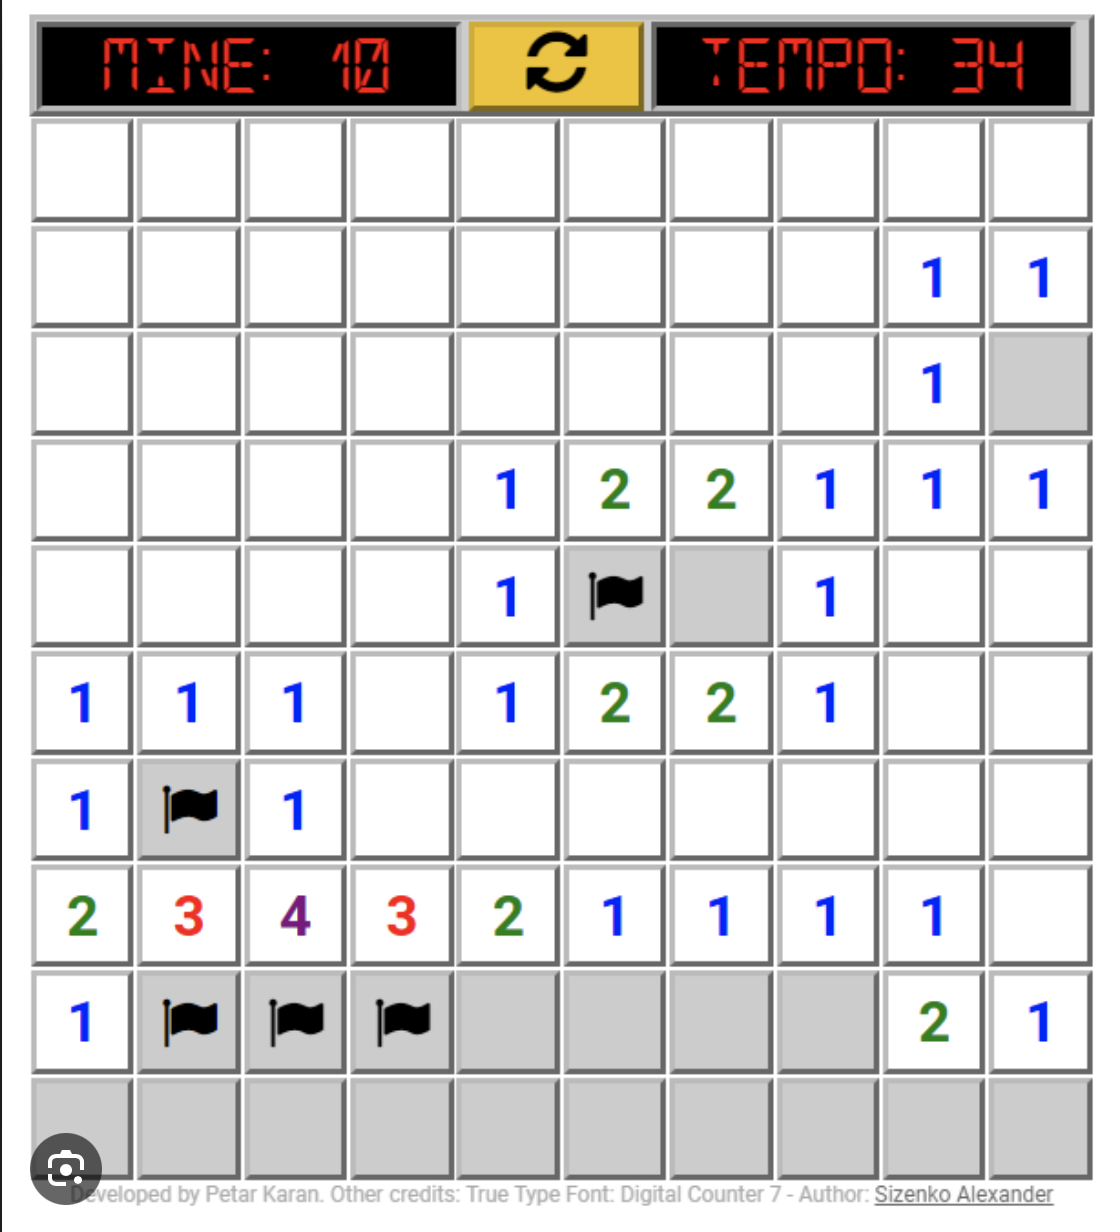 MINE: 10 TEMPO: 34
1 1
1
1 2 2 1 1 1
1 1
1 1 1 1 2 2 1
1 1
2 3 4 3 2 1 1 1 1
1 2 1
Developed by Petar Karan. Other credits: True Type Font: Digital Counter 7 - Author: Sizenko Alexander